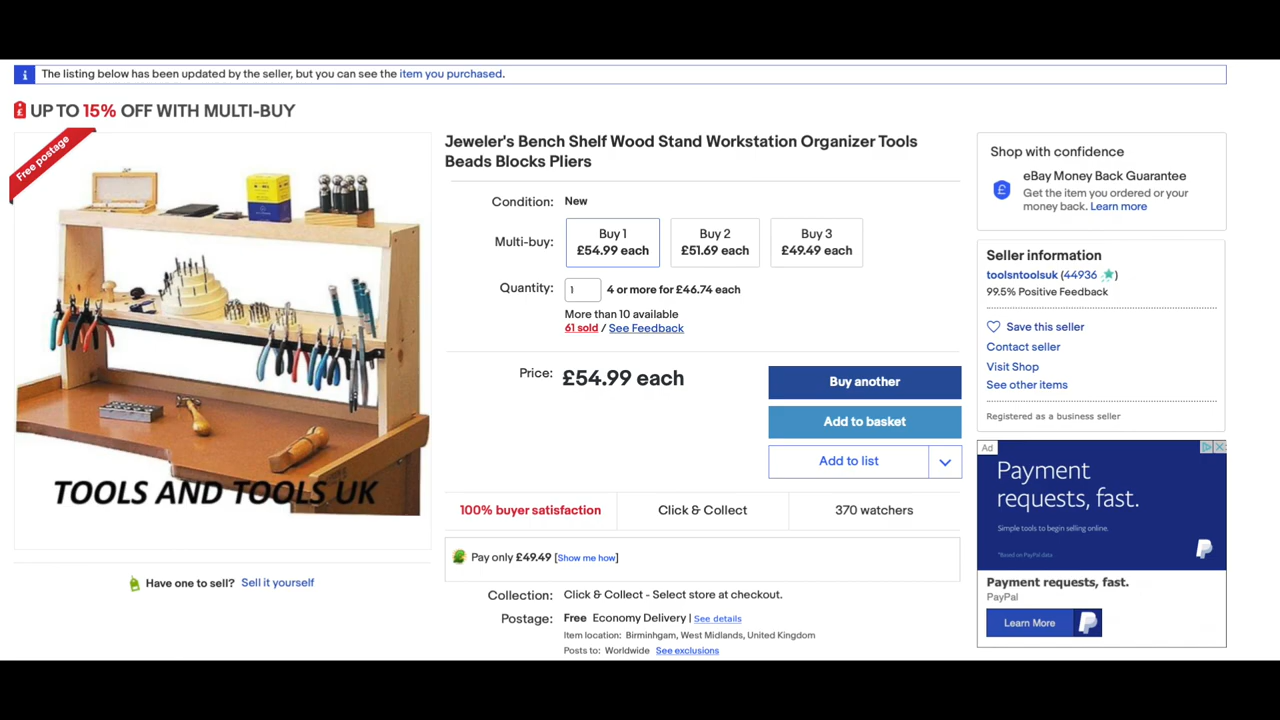 The listing below has been updated by the seller, but you can see the item you purchased.
UP TO 15% OFF WITH MULTI-BUY
Free postage
TOOLS AND TOOLS UK
Have one to sell? Sell it yourself
Jeweler's Bench Shelf Wood Stand Workstation Organizer Tools
Beads Blocks Pliers
Condition: New
Multi-buy:
Buy 1
£54.99 each
Buy 2
£51.69 each
Buy 3
£49.49 each
Quantity: 1 4 or more for £46.74 each
More than 10 available
61 sold / See Feedback
Price: £54.99 each
Buy another
Add to basket
Add to list
100% buyer satisfaction
Click & Collect
370 watchers
Pay only £49.49 [Show me how]
Collection: Click & Collect - Select store at checkout.
Postage: Free Economy Delivery | See details
Item location: Birminhgam, West Midlands, United Kingdom
Posts to: Worldwide See exclusions
Shop with confidence
eBay Money Back Guarantee
Get the item you ordered or your
money back. Learn more
Seller information
toolsntoolsuk (44936)
99.5% Positive Feedback
Save this seller
Contact seller
Visit Shop
See other items
Registered as a business seller
Ad
Payment
requests, fast.
Simple tools to begin selling online.
*Based on PayPal data
Payment requests, fast.
PayPal
Learn More